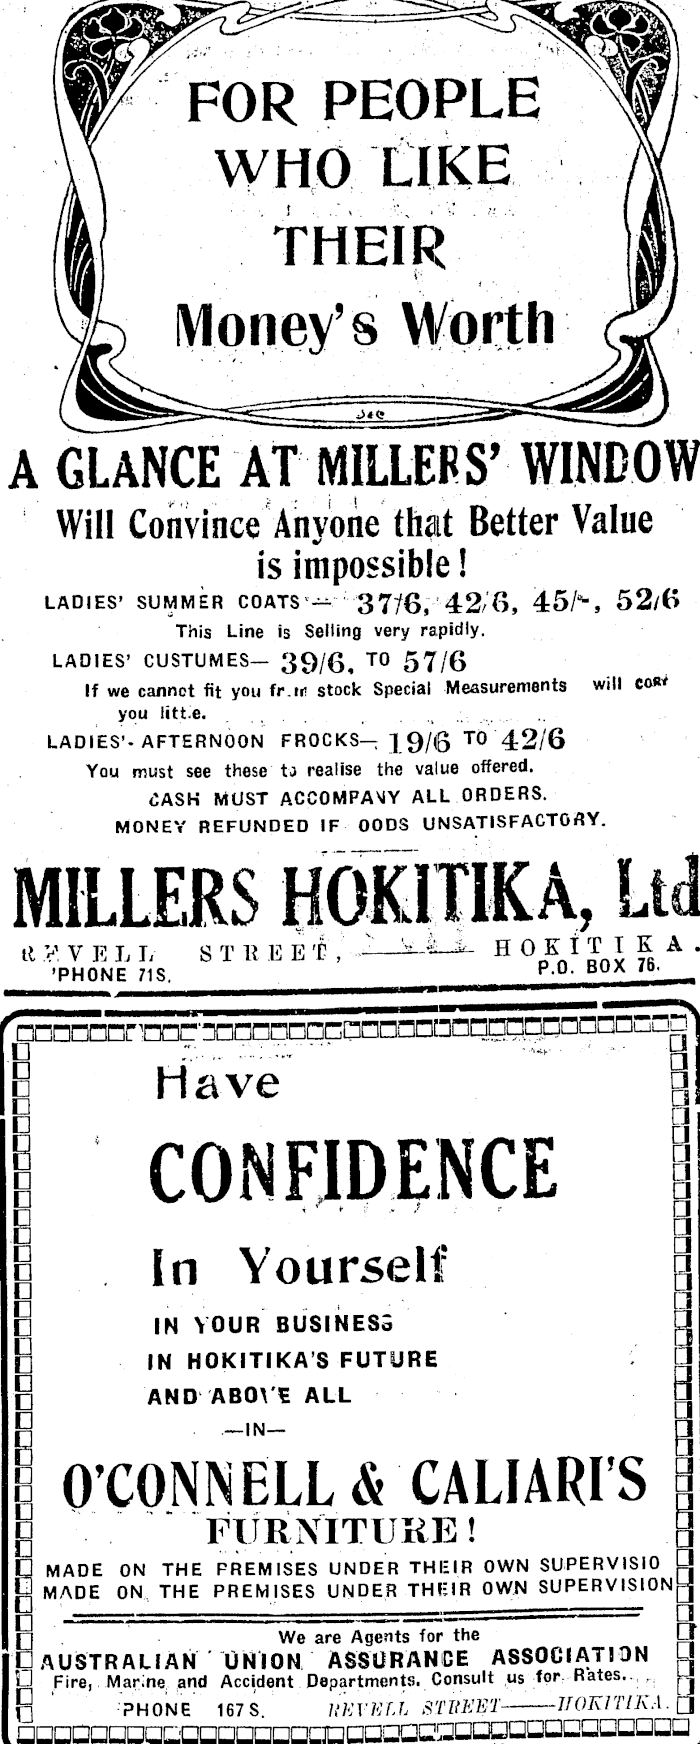 FOR PEOPLE
WHO LIKE
THEIR
Money's Worth
A GLANCE AT MILLERS' WINDOW
Will Convince Anyone that Better Value
is impossible!
LADIES' SUMMER COATS — 37/6, 42/6, 45/-, 52/6
This Line is Selling very rapidly.
LADIES' CUSTUMES— 39/6, TO 57/6
If we cannot fit you fr.m stock Special Measurements will cost
you litt.e.
LADIES'- AFTERNOON FROCKS— 19/6 TO 42/6
You must see these to realise the value offered.
CASH MUST ACCOMPANY ALL ORDERS.
MONEY REFUNDED IF OODS UNSATISFACTORY.
MILLERS HOKITIKA, Ltd
REVELL STREET, ——— HOKITIKA.
'PHONE 71S. P.O. BOX 76.
Have
CONFIDENCE
In Yourself
IN YOUR BUSINESS
IN HOKITIKA'S FUTURE
AND ABOVE ALL
—IN—
O'CONNELL & CALIARI'S
FURNITURE!
MADE ON THE PREMISES UNDER THEIR OWN SUPERVISIO
MADE ON THE PREMISES UNDER THEIR OWN SUPERVISION
We are Agents for the
AUSTRALIAN UNION ASSURANCE ASSOCIATION
Fire, Marine and Accident Departments. Consult us for Rates.
PHONE 167 S. REVELL STREET——HOKITIKA.